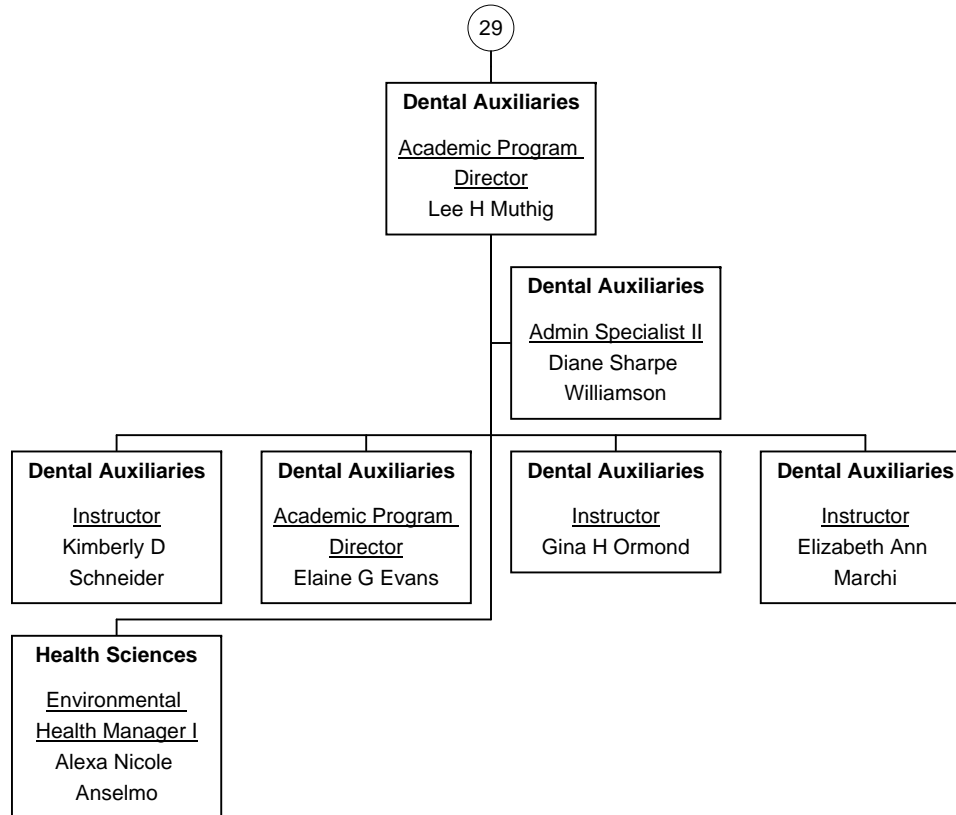 29
Dental Auxiliaries
Academic Program
Director
Lee H Muthig
Dental Auxiliaries
Admin Specialist II
Diane Sharpe
Williamson
Dental Auxiliaries
Instructor
Kimberly D
Schneider
Dental Auxiliaries
Academic Program
Director
Elaine G Evans
Dental Auxiliaries
Instructor
Gina H Ormond
Dental Auxiliaries
Instructor
Elizabeth Ann
Marchi
Health Sciences
Environmental
Health Manager I
Alexa Nicole
Anselmo